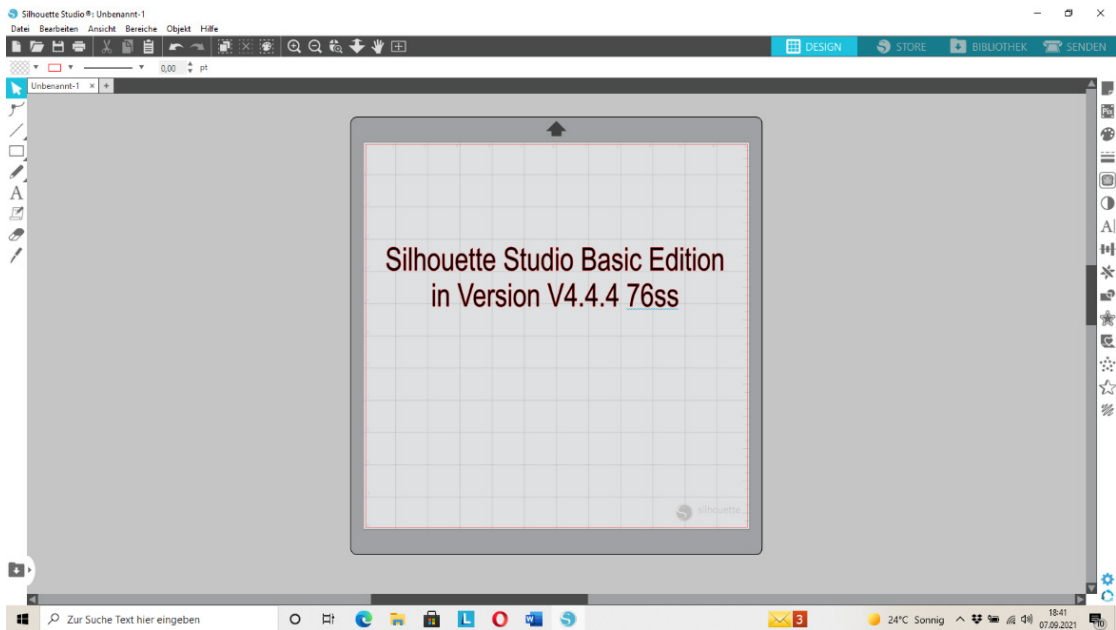 Silhouette Studio®: Unbenannt-1
Datei Bearbeiten Ansicht Bereiche Objekt Hilfe
DESIGN STORE BIBLIOTHEK SENDEN
0,00 pt
Unbenannt-1
Pix
A
A
Silhouette Studio Basic Edition
in Version V4.4.4 76ss
silhouette
Zur Suche Text hier eingeben
L
W
3
24°C Sonnig
18:41
07.09.2021
10